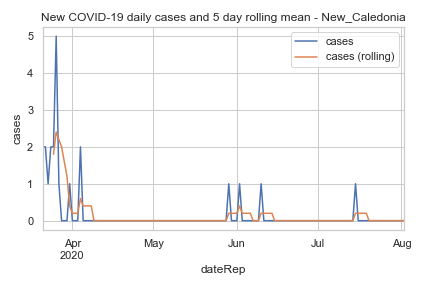 New COVID-19 daily cases and 5 day rolling mean - New_Caledonia
cases
cases (rolling)
5
4
3
2
1
0
cases
Apr
2020
May
Jun
Jul
Aug
dateRep